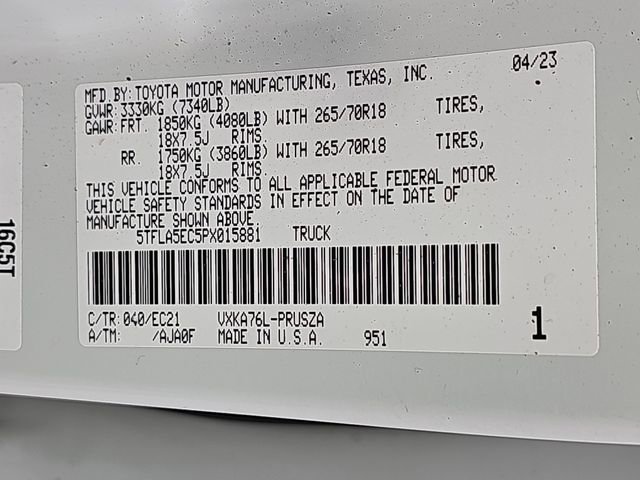 MFD.BY:TOYOTA MOTOR MANUFACTURING, TEXAS, INC. 04/23
GVWR:3330KG (7340LB)
GAWR:FRT. 1850KG (4080LB) WITH 265/70R18 TIRES,
18X7.5J RIMS
RR. 1750KG (3860LB) WITH 265/70R18 TIRES,
18X7.5J RIMS.
THIS VEHICLE CONFORMS TO ALL APPLICABLE FEDERAL MOTOR
VEHICLE SAFETY STANDARDS IN EFFECT ON THE DATE OF
MANUFACTURE SHOWN ABOVE.
5TFLA5EC5PX015881 TRUCK
C/TR:040/EC21 VXKA76L-PRUSZA
A/TM: /AJA0F MADE IN U.S.A. 951
1
16C5T